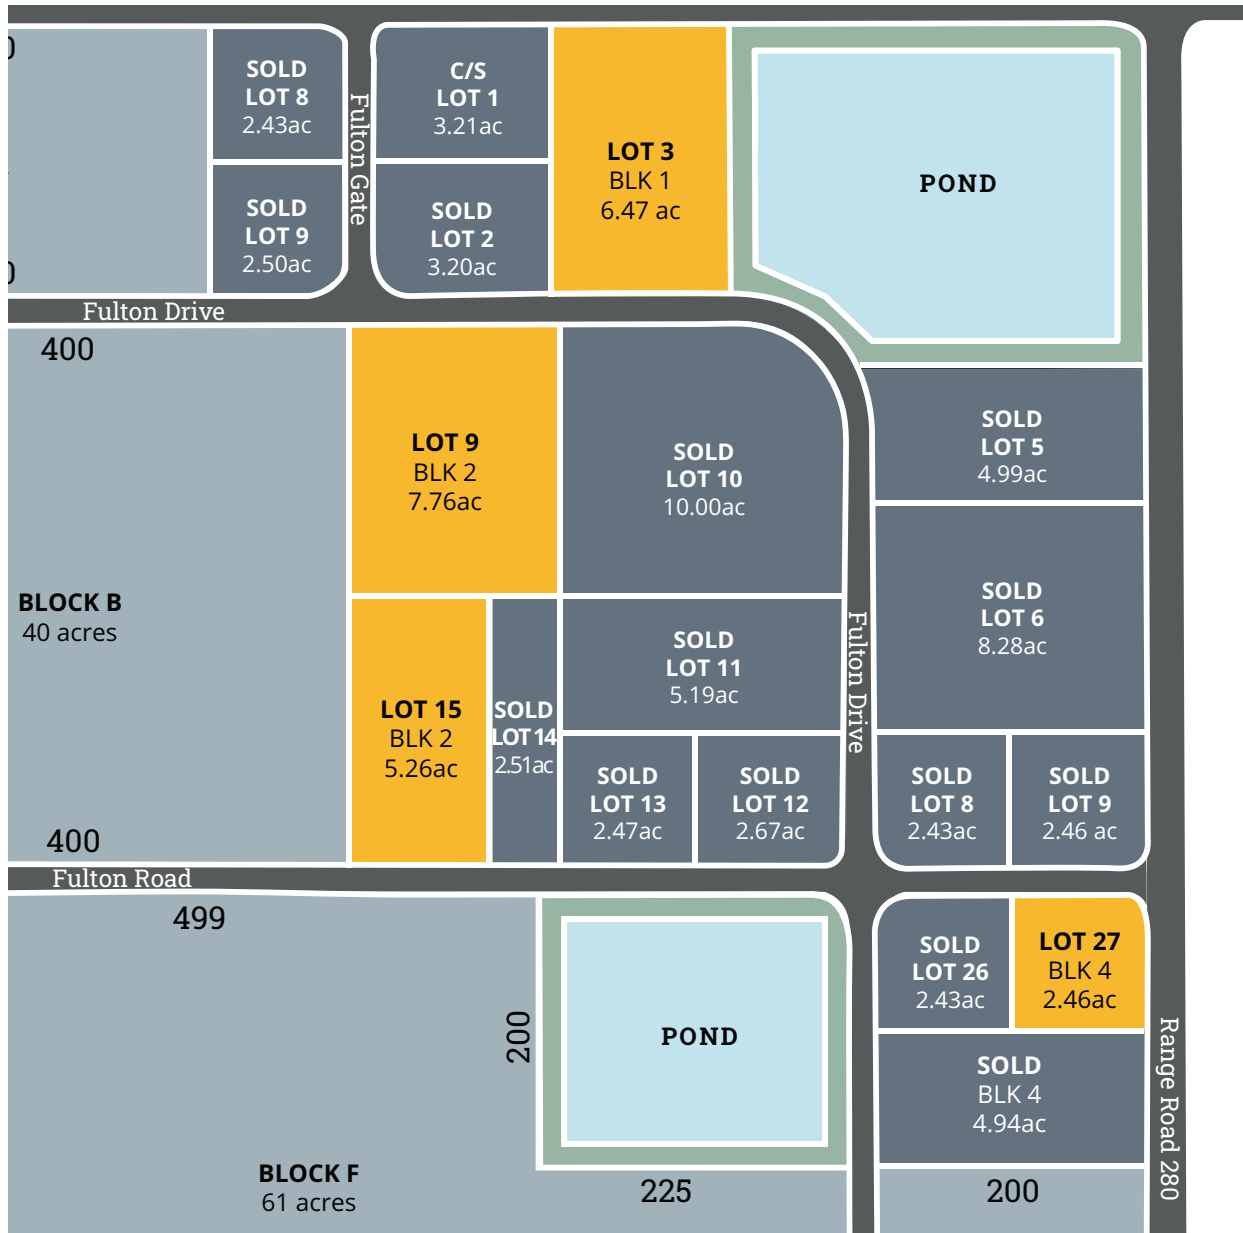 SOLD
LOT 8
2.43ac
SOLD
LOT 9
2.50ac
Fulton Gate
C/S
LOT 1
3.21ac
SOLD
LOT 2
3.20ac
LOT 3
BLK 1
6.47 ac
POND
Fulton Drive
400
LOT 9
BLK 2
7.76ac
SOLD
LOT 10
10.00ac
SOLD
LOT 5
4.99ac
BLOCK B
40 acres
SOLD
LOT 6
8.28ac
Fulton Drive
SOLD
LOT 11
5.19ac
LOT 15
BLK 2
5.26ac
SOLD
LOT 14
2.51ac
SOLD
LOT 13
2.47ac
SOLD
LOT 12
2.67ac
SOLD
LOT 8
2.43ac
SOLD
LOT 9
2.46 ac
400
Fulton Road
499
SOLD
LOT 26
2.43ac
LOT 27
BLK 4
2.46ac
200
POND
SOLD
BLK 4
4.94ac
Range Road 280
BLOCK F
61 acres
225
200